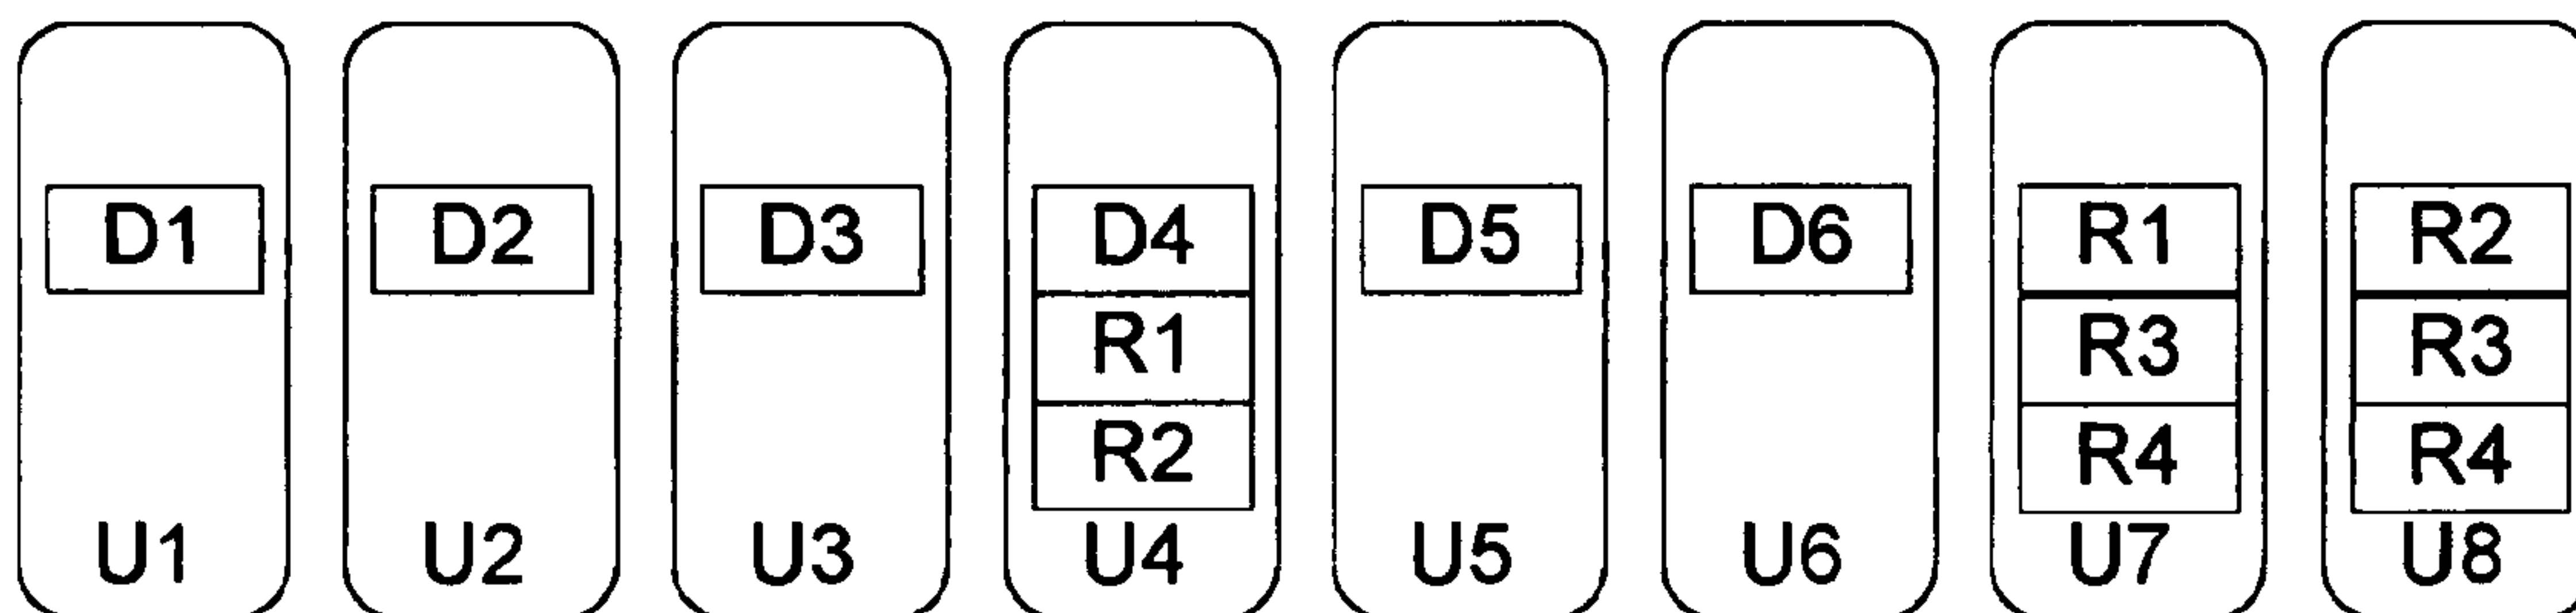 D1 D2 D3 D4 D5 D6 R1 R2
R1 R3 R3
R2 R4 R4
U1 U2 U3 U4 U5 U6 U7 U8